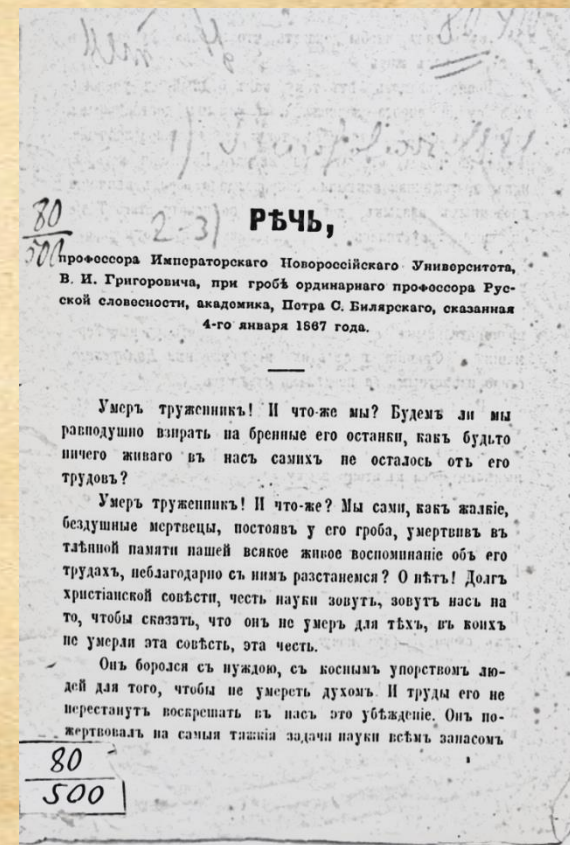 80
500
2-3)
РѢЧЬ,
профессора Императорскаго Новороссійскаго Университета,
В. И. Григоровича, при гробѣ ординарнаго профессора Рус-
ской словесности, академика, Петра С. Билярскаго, сказанная
4-го января 1867 года.
Умеръ труженникъ! И что-же мы? Будемъ ли мы
равнодушно взирать на бренные его останки, какъ будьто
ничего живаго въ насъ самихъ не осталось отъ его
трудовъ?
Умеръ труженникъ! И что-же? Мы сами, какъ жалкіе,
бездушные мертвецы, постоявъ у его гроба, умертвивъ въ
тлѣнной памяти нашей всякое живое воспоминаніе объ его
трудахъ, неблагодарно съ нимъ разстанемся? О нѣтъ! Долгъ
христіанской совѣсти, честь науки зовутъ, зовутъ насъ на
то, чтобы сказать, что онъ не умеръ для тѣхъ, въ коихъ
не умерли эта совѣсть, эта честь.
Онъ боролся съ нуждою, съ коснымъ упорствомъ лю-
дей для того, чтобы не умереть духомъ. И труды его не
перестанутъ воскрешать въ насъ это убѣжденіе. Онъ по-
жертвовалъ на самыя тяжкія задачи науки всѣмъ запасомъ
80
500